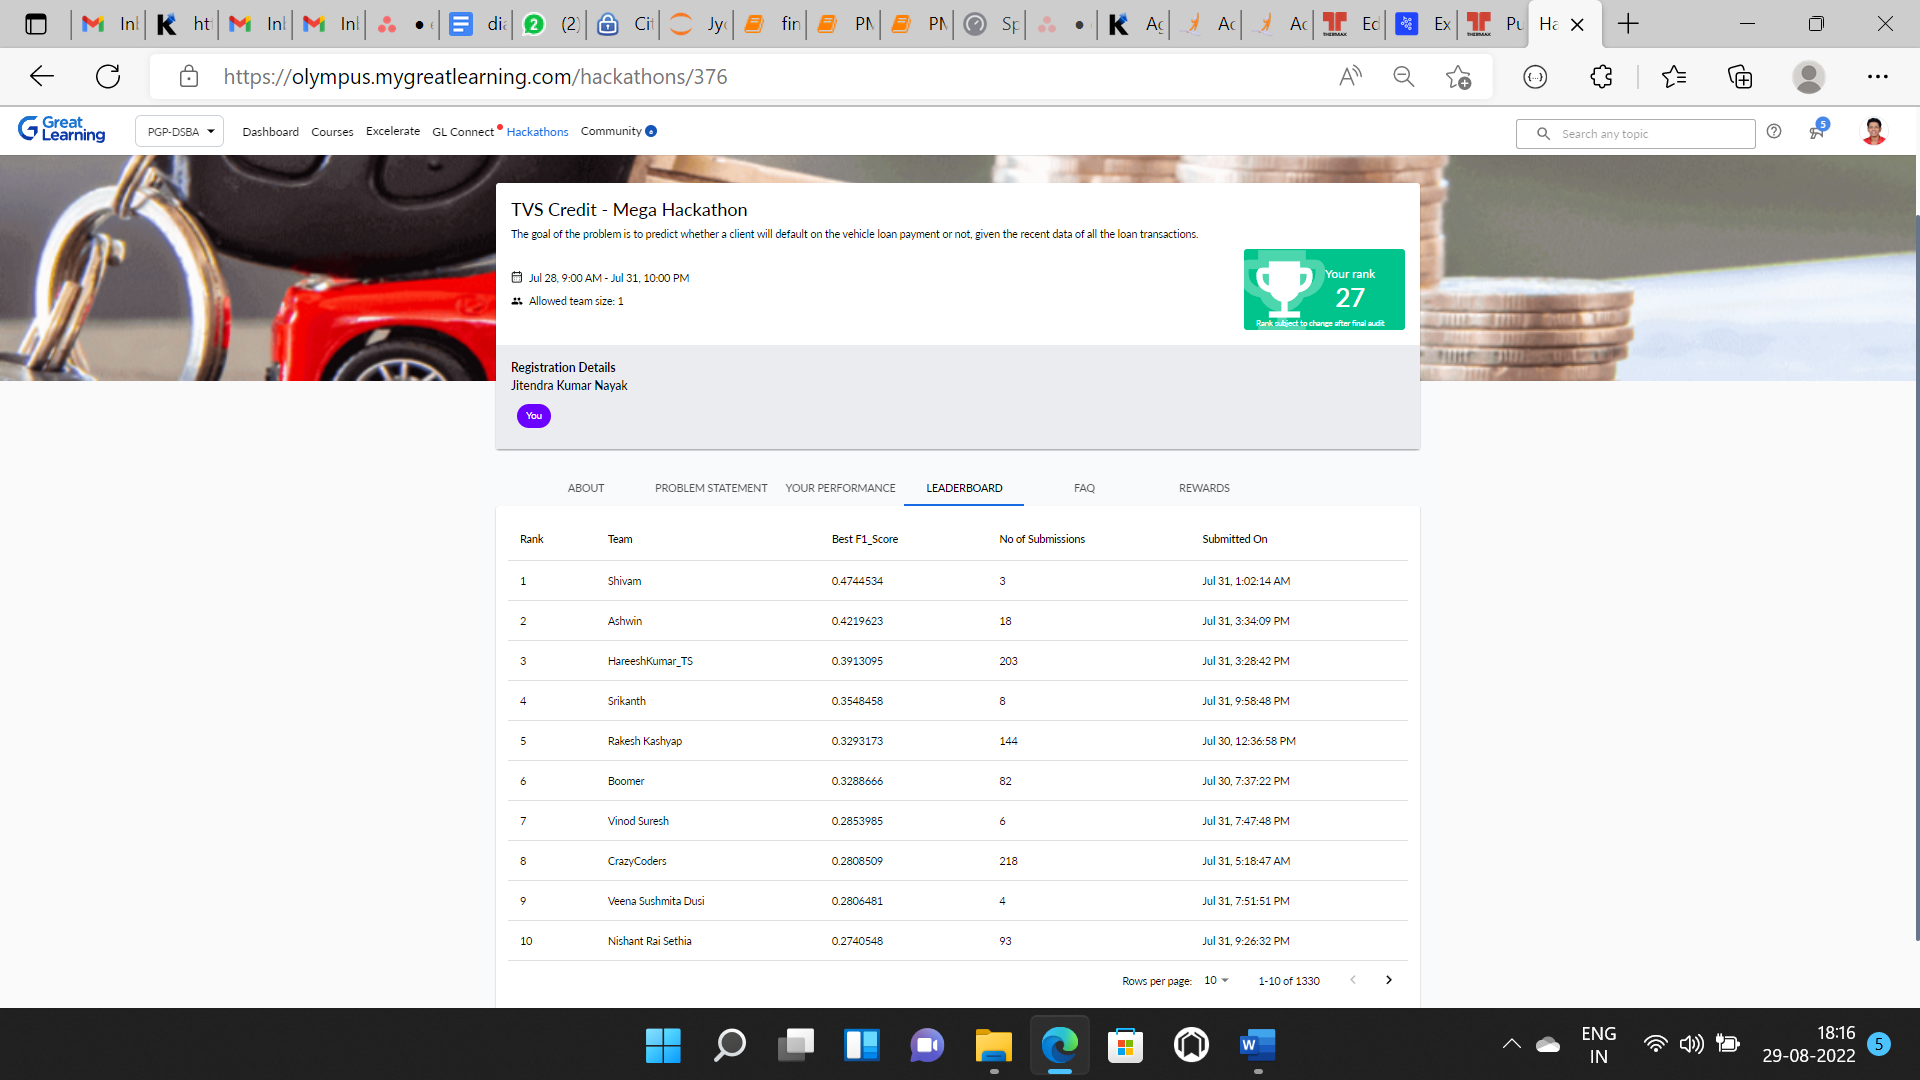 Inl
htt
Inl
Inl
dia
(2)
Cit
Jyo
fin
PM
PM
Sp
Ag
Ac
Ac
Ed
Ex
Pu
Ha
https://olympus.mygreatlearning.com/hackathons/376
Great Learning
PGP-DSBA
Dashboard
Courses
Excelerate
GL Connect
Hackathons
Community
6
Search any topic
5
TVS Credit - Mega Hackathon
The goal of the problem is to predict whether a client will default on the vehicle loan payment or not, given the recent data of all the loan transactions.
Jul 28, 9:00 AM - Jul 31, 10:00 PM
Allowed team size: 1
Your rank
27
Rank subject to change after final audit
Registration Details
Jitendra Kumar Nayak
You
ABOUT PROBLEM STATEMENT YOUR PERFORMANCE LEADERBOARD FAQ REWARDS
Rank Team Best F1_Score No of Submissions Submitted On
1 Shivam 0.4744534 3 Jul 31, 1:02:14 AM
2 Ashwin 0.4219623 18 Jul 31, 3:34:09 PM
3 HareeshKumar_TS 0.3913095 203 Jul 31, 3:28:42 PM
4 Srikanth 0.3548458 8 Jul 31, 9:58:48 PM
5 Rakesh Kashyap 0.3293173 144 Jul 30, 12:36:58 PM
6 Boomer 0.3288666 82 Jul 30, 7:37:22 PM
7 Vinod Suresh 0.2853985 6 Jul 31, 7:47:48 PM
8 CrazyCoders 0.2808509 218 Jul 31, 5:18:47 AM
9 Veena Sushmita Dusi 0.2806481 4 Jul 31, 7:51:51 PM
10 Nishant Rai Sethia 0.2740548 93 Jul 31, 9:26:32 PM
Rows per page: 10 1-10 of 1330
ENG
IN
18:16
29-08-2022
5